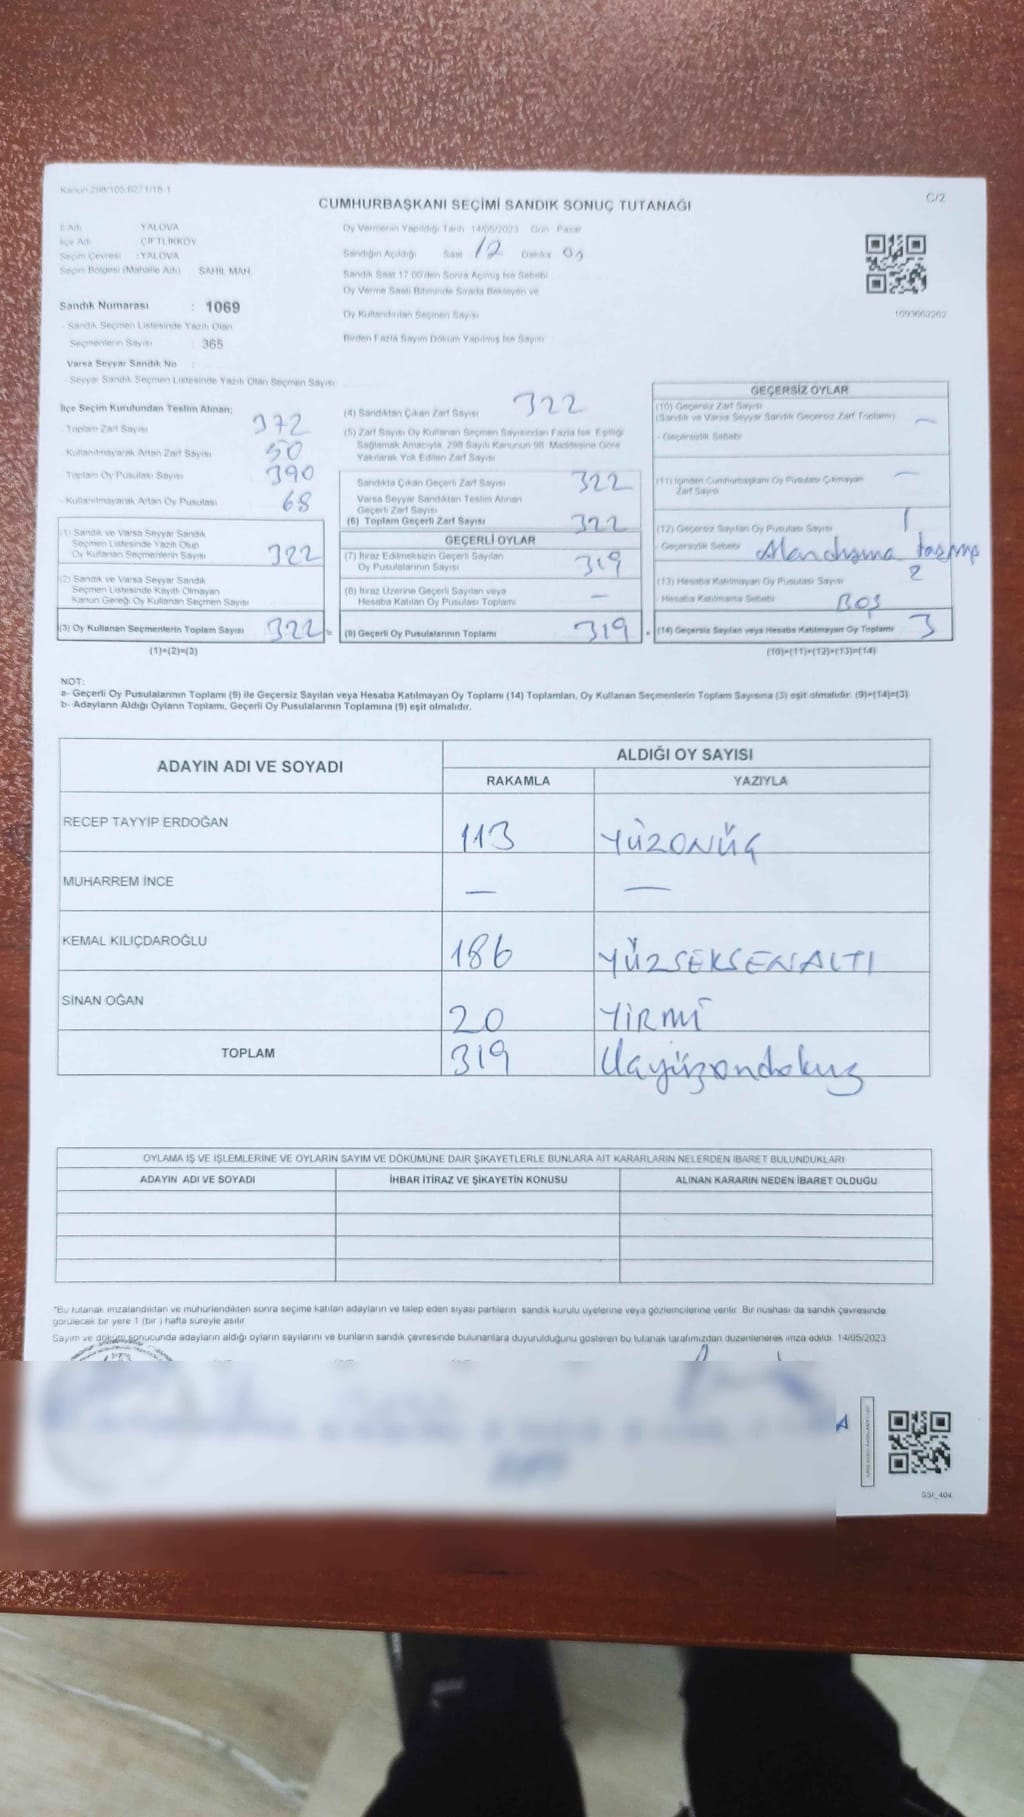 Kanun 298/105.6271/18-1
C/2
CUMHURBAŞKANI SEÇİMİ SANDIK SONUÇ TUTANAĞI
İl Adı YALOVA
İlçe Adı ÇİFTLİKKÖY
Seçim Çevresi : YALOVA
Seçim Bölgesi (Mahalle Adı) SAHİL MAH.
Sandık Numarası : 1069
- Sandık Seçmen Listesinde Yazılı Olan
Seçmenlerin Sayısı : 365
Varsa Seyyar Sandık No :
- Seyyar Sandık Seçmen Listesinde Yazılı Olan Seçmen Sayısı
Oy Vermenin Yapıldığı Tarih 14/05/2023 Gün Pazar
Sandığın Açıldığı Saat 12 Dakika
Sandık Saat 17.00'den Sonra Açılmış İse Sebebi
Oy Verme Saati Bitiminde Sırada Bekleyen ve
Oy Kullandırılan Seçmen Sayısı
Birden Fazla Sayım Döküm Yapılmış İse Sayısı
1093662262
İlçe Seçim Kurulundan Teslim Alınan;
- Toplam Zarf Sayısı 372
- Kullanılmayarak Artan Zarf Sayısı 50
- Toplam Oy Pusulası Sayısı 390
- Kullanılmayarak Artan Oy Pusulası 68
(1) Sandık ve Varsa Seyyar Sandık
Seçmen Listesinde Yazılı Olup
Oy Kullanan Seçmenlerin Sayısı 322
(2) Sandık ve Varsa Seyyar Sandık
Seçmen Listesine Kayıtlı Olmayan
Kanun Gereği Oy Kullanan Seçmen Sayısı
(3) Oy Kullanan Seçmenlerin Toplam Sayısı 322
(1)+(2)=(3)
(4) Sandıktan Çıkan Zarf Sayısı 322
(5) Zarf Sayısı Oy Kullanan Seçmen Sayısından Fazla İse, Eşitliği
Sağlamak Amacıyla, 298 Sayılı Kanunun 98. Maddesine Göre
Yakılarak Yok Edilen Zarf Sayısı
Sandıkta Çıkan Geçerli Zarf Sayısı 322
Varsa Seyyar Sandıktan Teslim Alınan
Geçerli Zarf Sayısı
(6) Toplam Geçerli Zarf Sayısı 322
GEÇERLİ OYLAR
(7) İtiraz Edilmeksizin Geçerli Sayılan
Oy Pusulalarının Sayısı 319
(8) İtiraz Üzerine Geçerli Sayılan veya
Hesaba Katılan Oy Pusulası Toplamı —
(9) Geçerli Oy Pusulalarının Toplamı 319
GEÇERSİZ OYLAR
(10) Geçersiz Zarf Sayısı
(Sandık ve Varsa Seyyar Sandık Geçersiz Zarf Toplamı) —
- Geçersizlik Sebebi
(11) İçinden Cumhurbaşkanı Oy Pusulası Çıkmayan
Zarf Sayısı —
(12) Geçersiz Sayılan Oy Pusulası Sayısı 1
- Geçersizlik Sebebi
(13) Hesaba Katılmayan Oy Pusulası Sayısı 2
- Hesaba Katılmama Sebebi BOŞ
(14) Geçersiz Sayılan veya Hesaba Katılmayan Oy Toplamı 3
(10)+(11)+(12)+(13)=(14)
NOT:
a- Geçerli Oy Pusulalarının Toplamı (9) ile Geçersiz Sayılan veya Hesaba Katılmayan Oy Toplamı (14) Toplamları, Oy Kullanan Seçmenlerin Toplam Sayısına (3) eşit olmalıdır. (9)+(14)=(3)
b- Adayların Aldığı Oyların Toplamı, Geçerli Oy Pusulalarının Toplamına (9) eşit olmalıdır.
ADAYIN ADI VE SOYADI ALDIĞI OY SAYISI
RAKAMLA YAZIYLA
RECEP TAYYİP ERDOĞAN 113 YÜZONÜÇ
MUHARREM İNCE — —
KEMAL KILIÇDAROĞLU 186 YÜZSEKSENALTI
SİNAN OĞAN 20 YİRMİ
TOPLAM 319 Üçyüzondokuz
OYLAMA İŞ VE İŞLEMLERİNE VE OYLARIN SAYIM VE DÖKÜMÜNE DAİR ŞİKAYETLERLE BUNLARA AİT KARARLARIN NELERDEN İBARET BULUNDUKLARI
ADAYIN ADI VE SOYADI İHBAR İTİRAZ VE ŞİKAYETİN KONUSU ALINAN KARARIN NEDEN İBARET OLDUĞU
*Bu tutanak imzalandıktan ve mühürlendikten sonra seçime katılan adayların ve talep eden siyasi partilerin sandık kurulu üyelerine veya gözlemcilerine verilir. Bir nüshası da sandık çevresinde
görülecek bir yere 1 (bir ) hafta süreyle asılır
Sayım ve döküm sonucunda adayların aldığı oyların sayılarını ve bunların sandık çevresinde bulunanlara duyurulduğunu gösteren bu tutanak tarafımızdan düzenlenerek imza edildi. 14/05/2023